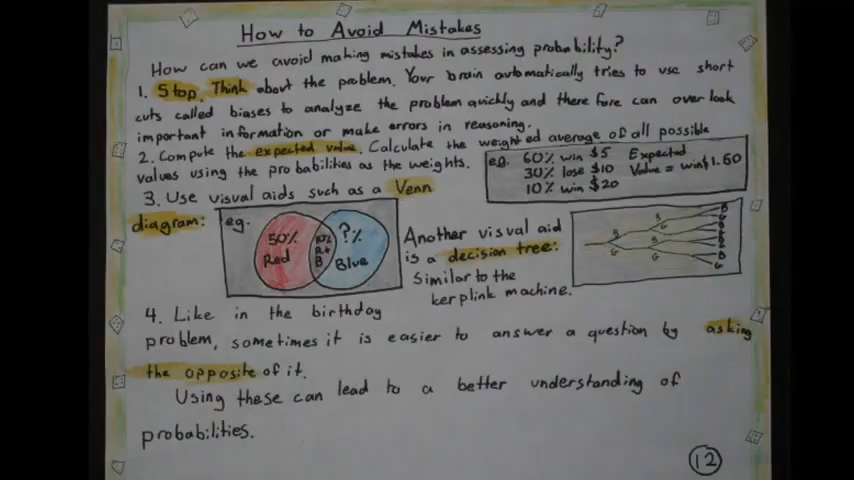 How to Avoid Mistakes
How can we avoid making mistakes in assessing probability?
1. Stop. Think about the problem. Your brain automatically tries to use short
cuts called biases to analyze the problem quickly and there fore can over look
important information or make errors in reasoning.
2. Compute the expected value. Calculate the weighted average of all possible
values using the probabilities as the weights.
eg. 60% win $5 Expected
30% lose $10 Value = win $1.50
10% win $20
3. Use visual aids such as a Venn
diagram:
eg.
50%
Red
10%
R+
B
?%
Blue
Another visual aid
is a decision tree:
Similar to the
kerplink machine.
B
G
B
G
B
G
4. Like in the birthday
problem, sometimes it is easier to answer a question by asking
the opposite of it.
Using these can lead to a better understanding of
probabilities.
12